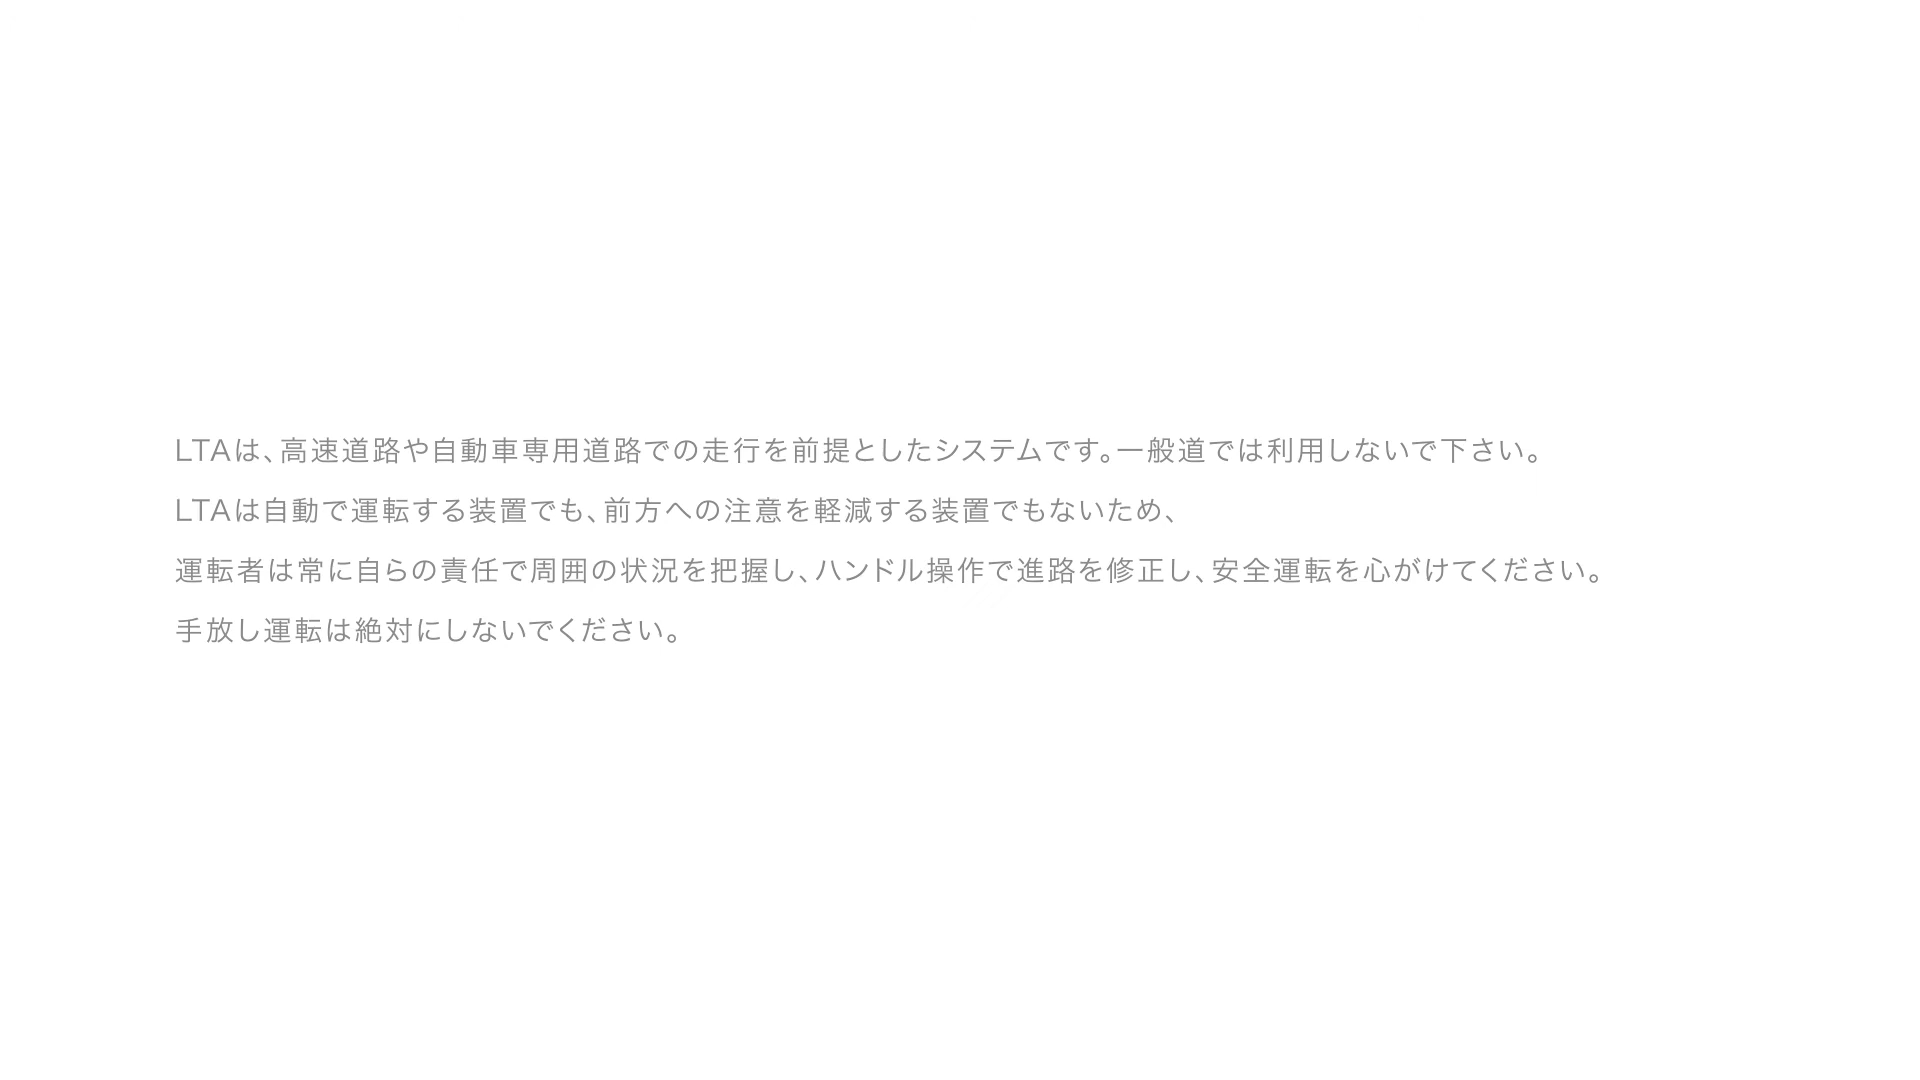 LTAは、高速道路や自動車専用道路での走行を前提としたシステムです。一般道では利用しないで下さい。
LTAは自動で運転する装置でも、前方への注意を軽減する装置でもないため、
運転者は常に自らの責任で周囲の状況を把握し、ハンドル操作で進路を修正し、安全運転を心がけてください。
手放し運転は絶対にしないでください。